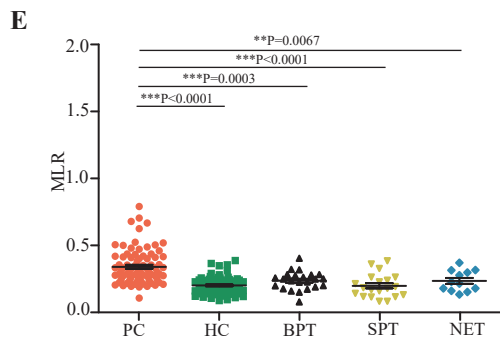 E
**P=0.0067
***P<0.0001
***P=0.0003
***P<0.0001
2.0
1.5
1.0
0.5
0.0
MLR
PC HC BPT SPT NET